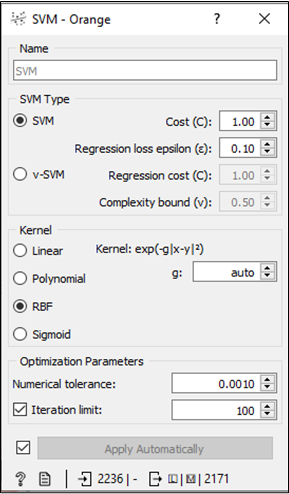 SVM - Orange ? ×
Name
SVM
SVM Type
SVM Cost (C): 1.00
Regression loss epsilon (ε): 0.10
v-SVM Regression cost (C): 1.00
Complexity bound (ν): 0.50
Kernel
Linear Kernel: exp(-g|x-y|²)
g: auto
Polynomial
RBF
Sigmoid
Optimization Parameters
Numerical tolerance: 0.0010
Iteration limit: 100
Apply Automatically
? 2236 | - L | M | 2171